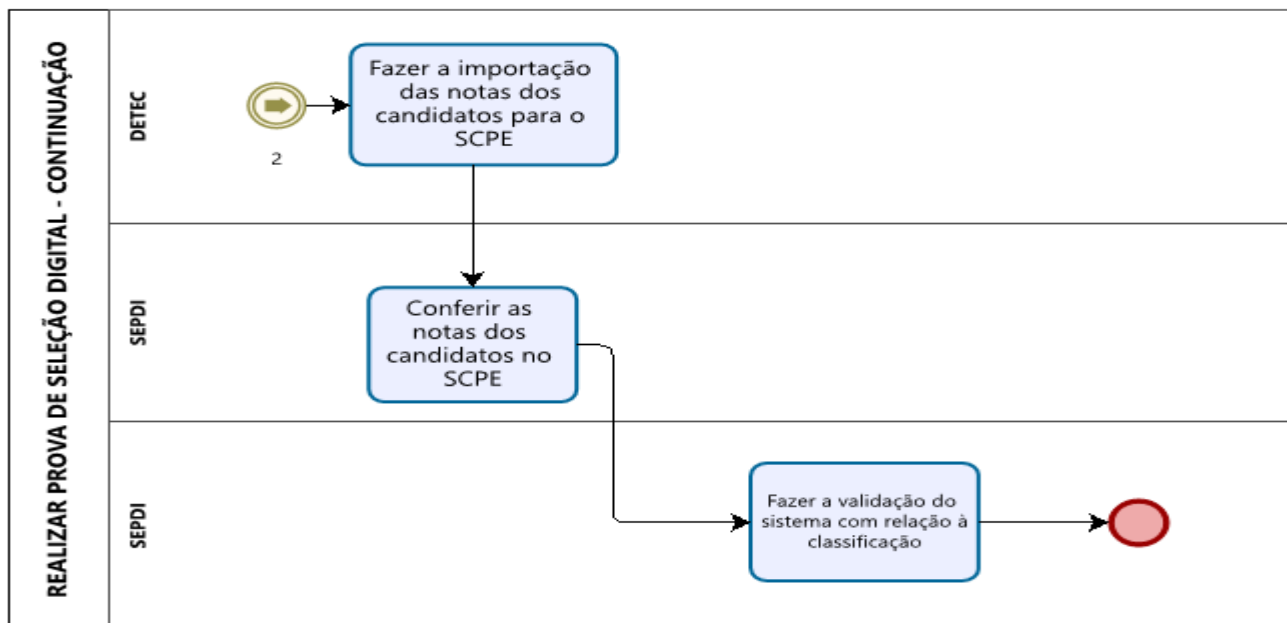 REALIZAR PROVA DE SELEÇÃO DIGITAL - CONTINUAÇÃO
DETEC
2
Fazer a importação
das notas dos
candidatos para o
SCPE
SEPDI
Conferir as
notas dos
candidatos no
SCPE
SEPDI
Fazer a validação do
sistema com relação à
classificação